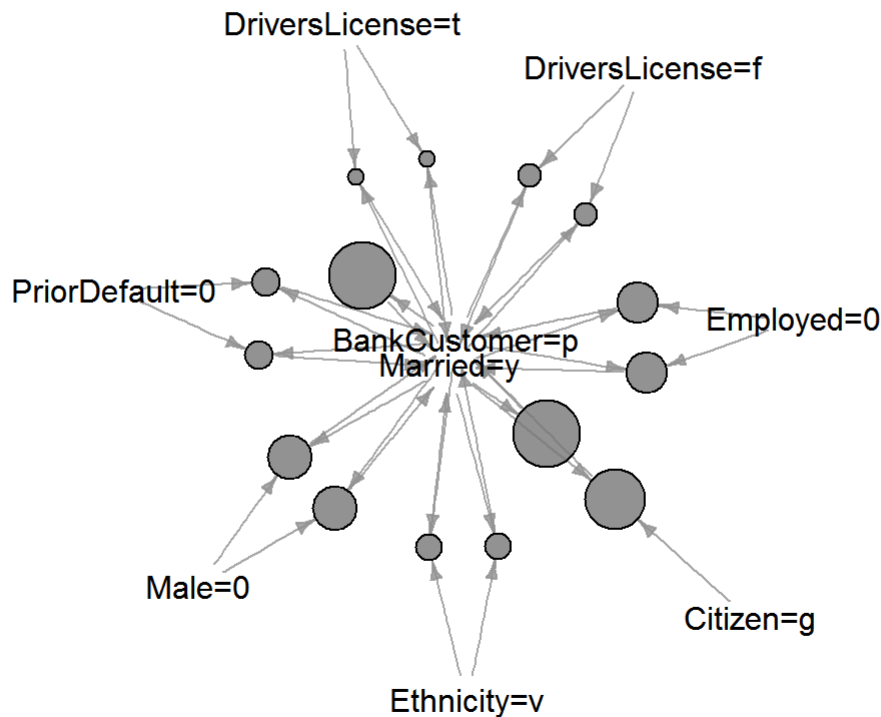 DriversLicense=t
DriversLicense=f
PriorDefault=0
Employed=0
BankCustomer=p
Married=y
Male=0
Citizen=g
Ethnicity=v